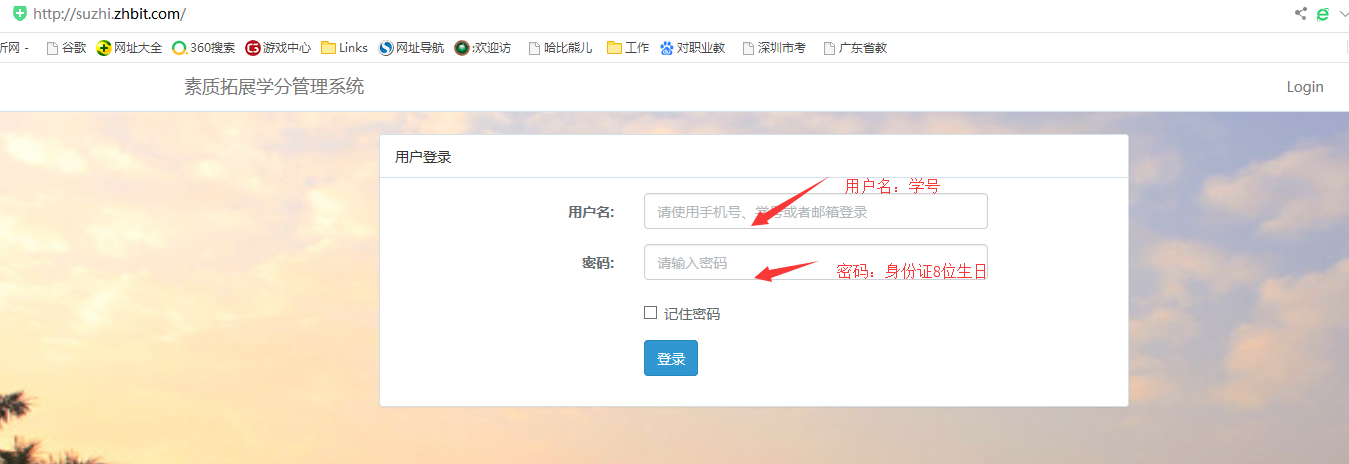 http://suzhi.zhbit.com/
斤网 - 谷歌 网址大全 360搜索 游戏中心 Links 网址导航 :欢迎访 哈比熊儿 工作 对职业教 深圳市考 广东省教
素质拓展学分管理系统 Login
用户登录
用户名：学号
用户名: 请使用手机号、学号或者邮箱登录
密码: 请输入密码
密码：身份证8位生日
记住密码
登录